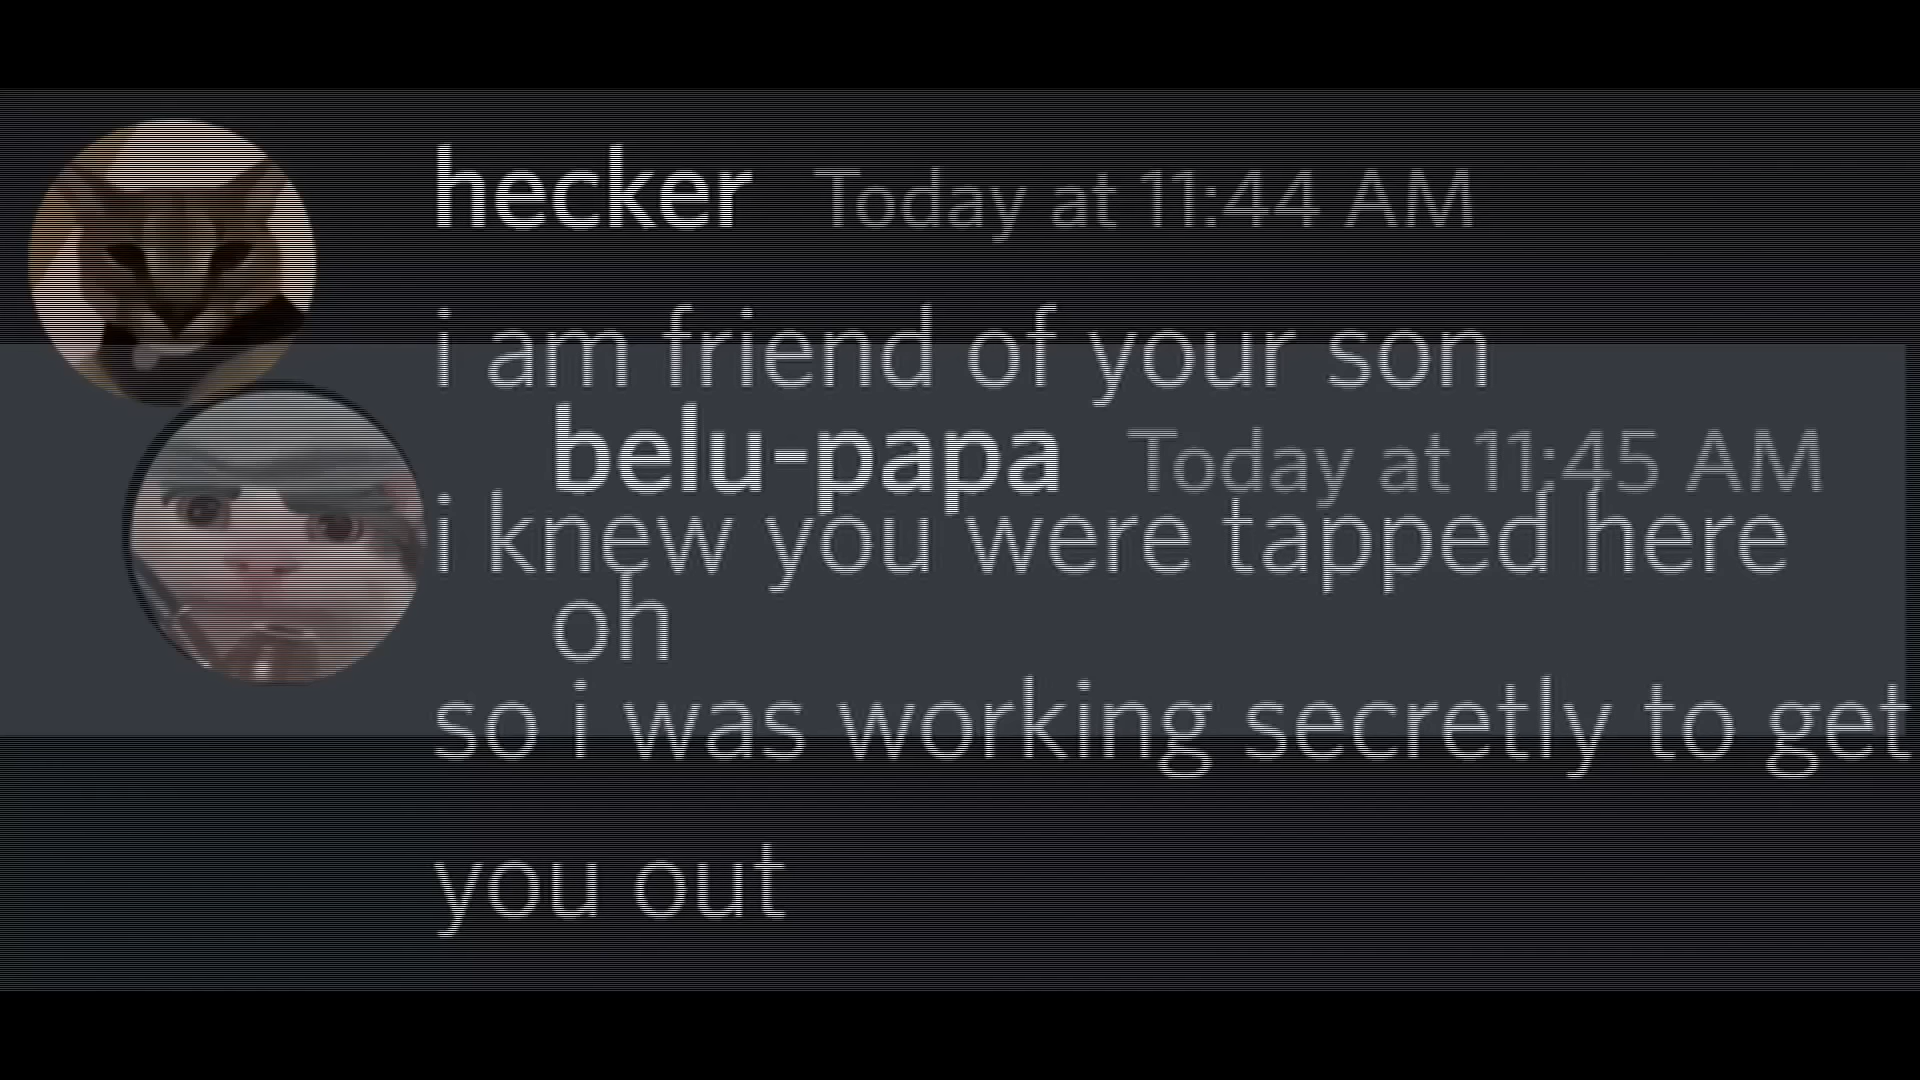 hecker Today at 11:44 AM
i am friend of your son
belu-papa Today at 11:45 AM
i knew you were tapped here
oh
so i was working secretly to get
you out